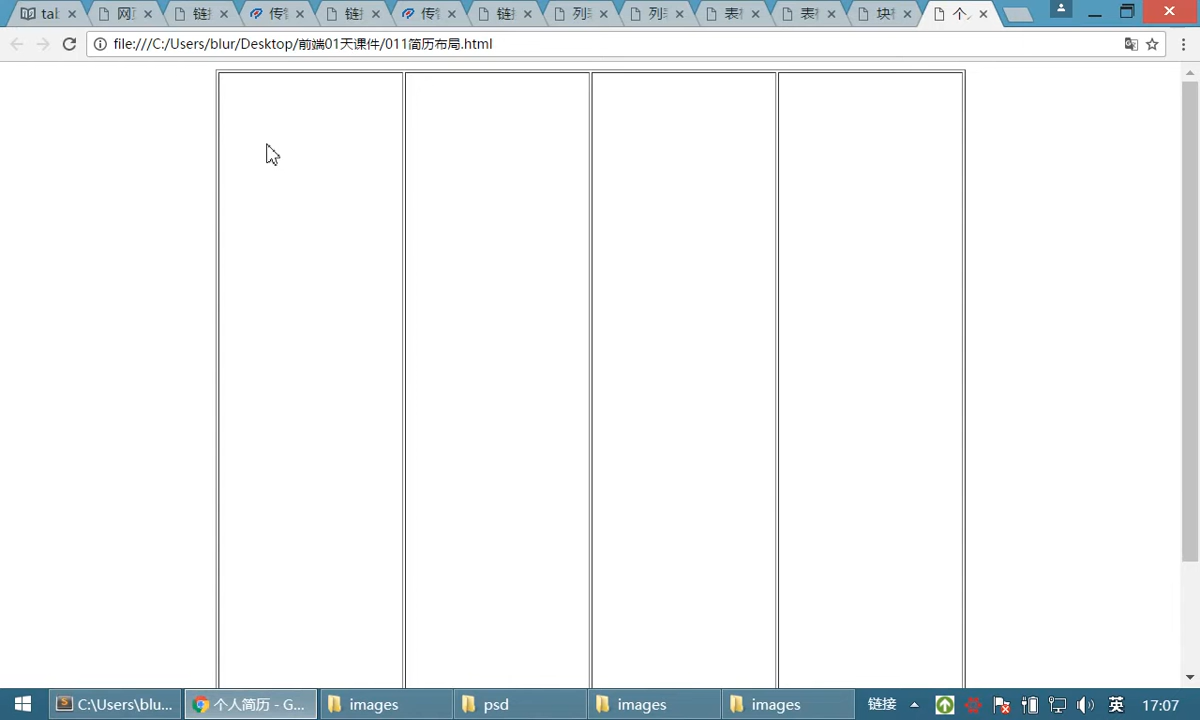 tab
链
传
链
传
链
列
列
表
表
块
个
file:///C:/Users/blur/Desktop/前端01天课件/011简历布局.html
C:\Users\blu...
个人简历 - G...
images
psd
images
images
链接
英
17:07